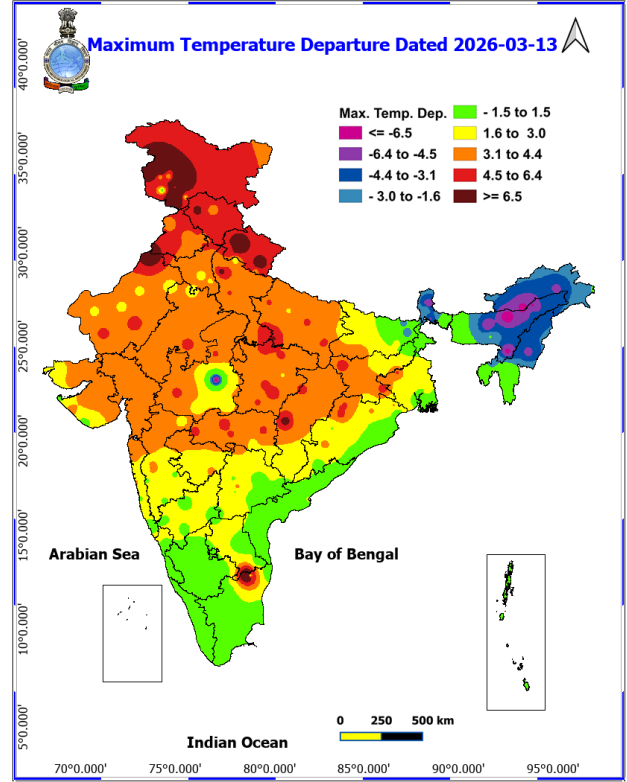 Maximum Temperature Departure Dated 2026-03-13
Max. Temp. Dep.
<= -6.5
-6.4 to -4.5
-4.4 to -3.1
- 3.0 to -1.6
- 1.5 to 1.5
1.6 to 3.0
3.1 to 4.4
4.5 to 6.4
>= 6.5
40°0.000'
35°0.000'
30°0.000'
25°0.000'
20°0.000'
15°0.000'
10°0.000'
5°0.000'
Arabian Sea
Bay of Bengal
0 250 500 km
Indian Ocean
70°0.000' 75°0.000' 80°0.000' 85°0.000' 90°0.000' 95°0.000'